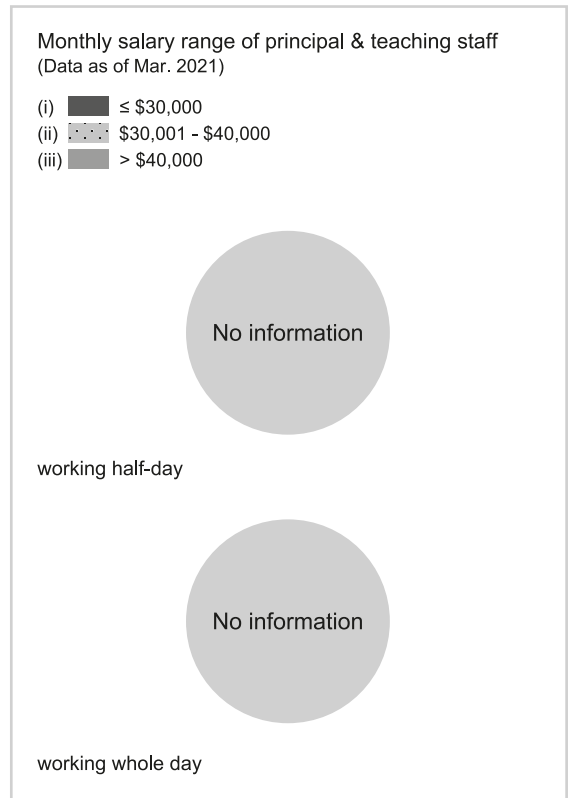 Monthly salary range of principal & teaching staff
(Data as of Mar. 2021)
(i) ≤ $30,000
(ii) $30,001 - $40,000
(iii) > $40,000
No information
working half-day
No information
working whole day